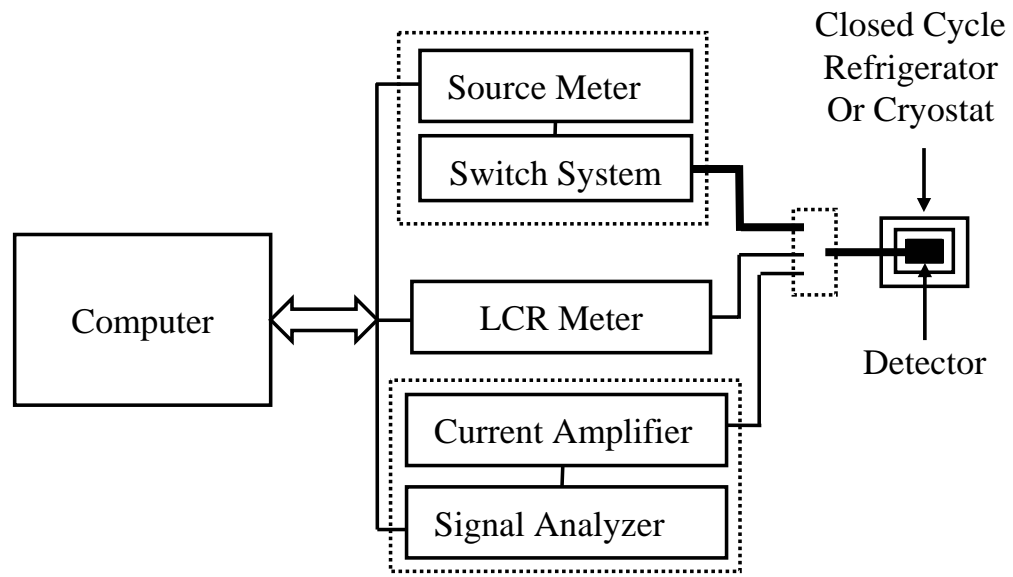 Closed Cycle
Refrigerator
Or Cryostat
Source Meter
Switch System
Computer
LCR Meter
Detector
Current Amplifier
Signal Analyzer